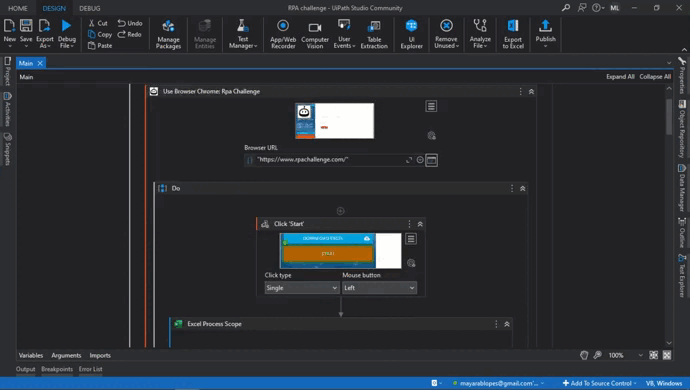 RPA challenge - UiPath Studio Community
ML
HOME DESIGN DEBUG
New Save Export As Debug File
Cut Undo
Copy Redo
Paste
Manage Packages
Manage Entities
Test Manager
App/Web Recorder
Computer Vision
User Events
Table Extraction
UI Explorer
Remove Unused
Analyze File
Export to Excel
Publish
Main
Main Expand All Collapse All
Project
Activities
Snippets
Properties
Object Repository
Data Manager
Outline
Test Explorer
Use Browser Chrome: Rpa Challenge
Browser URL
"https://www.rpachallenge.com/"
Do
Click 'Start'
Click type Mouse button
Single Left
Excel Process Scope
Variables Arguments Imports 100%
Output Breakpoints Error List
mayarablopes@gmail.com'... Add To Source Control VB, Windows